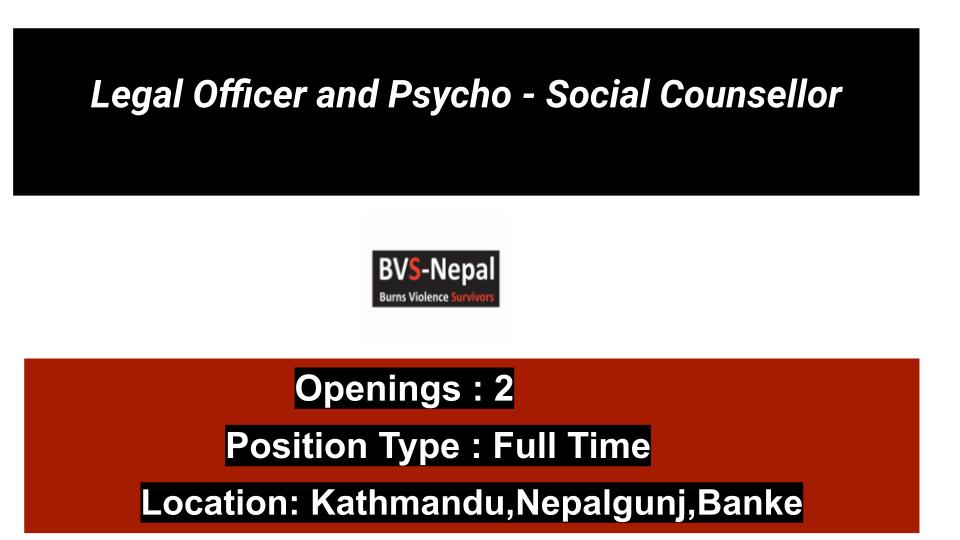 Legal Officer and Psycho - Social Counsellor
BVS-Nepal
Burns Violence Survivors
Openings : 2
Position Type : Full Time
Location: Kathmandu,Nepalgunj,Banke